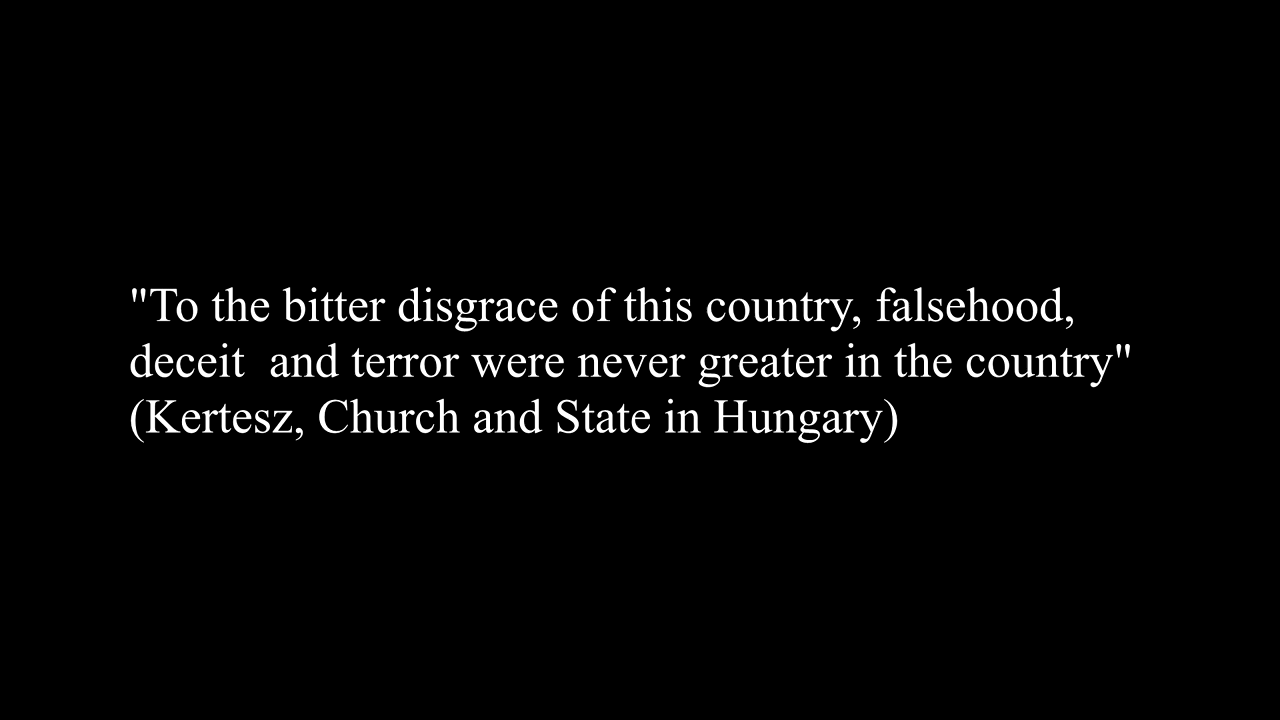 "To the bitter disgrace of this country, falsehood,
deceit  and terror were never greater in the country"
(Kertesz, Church and State in Hungary)